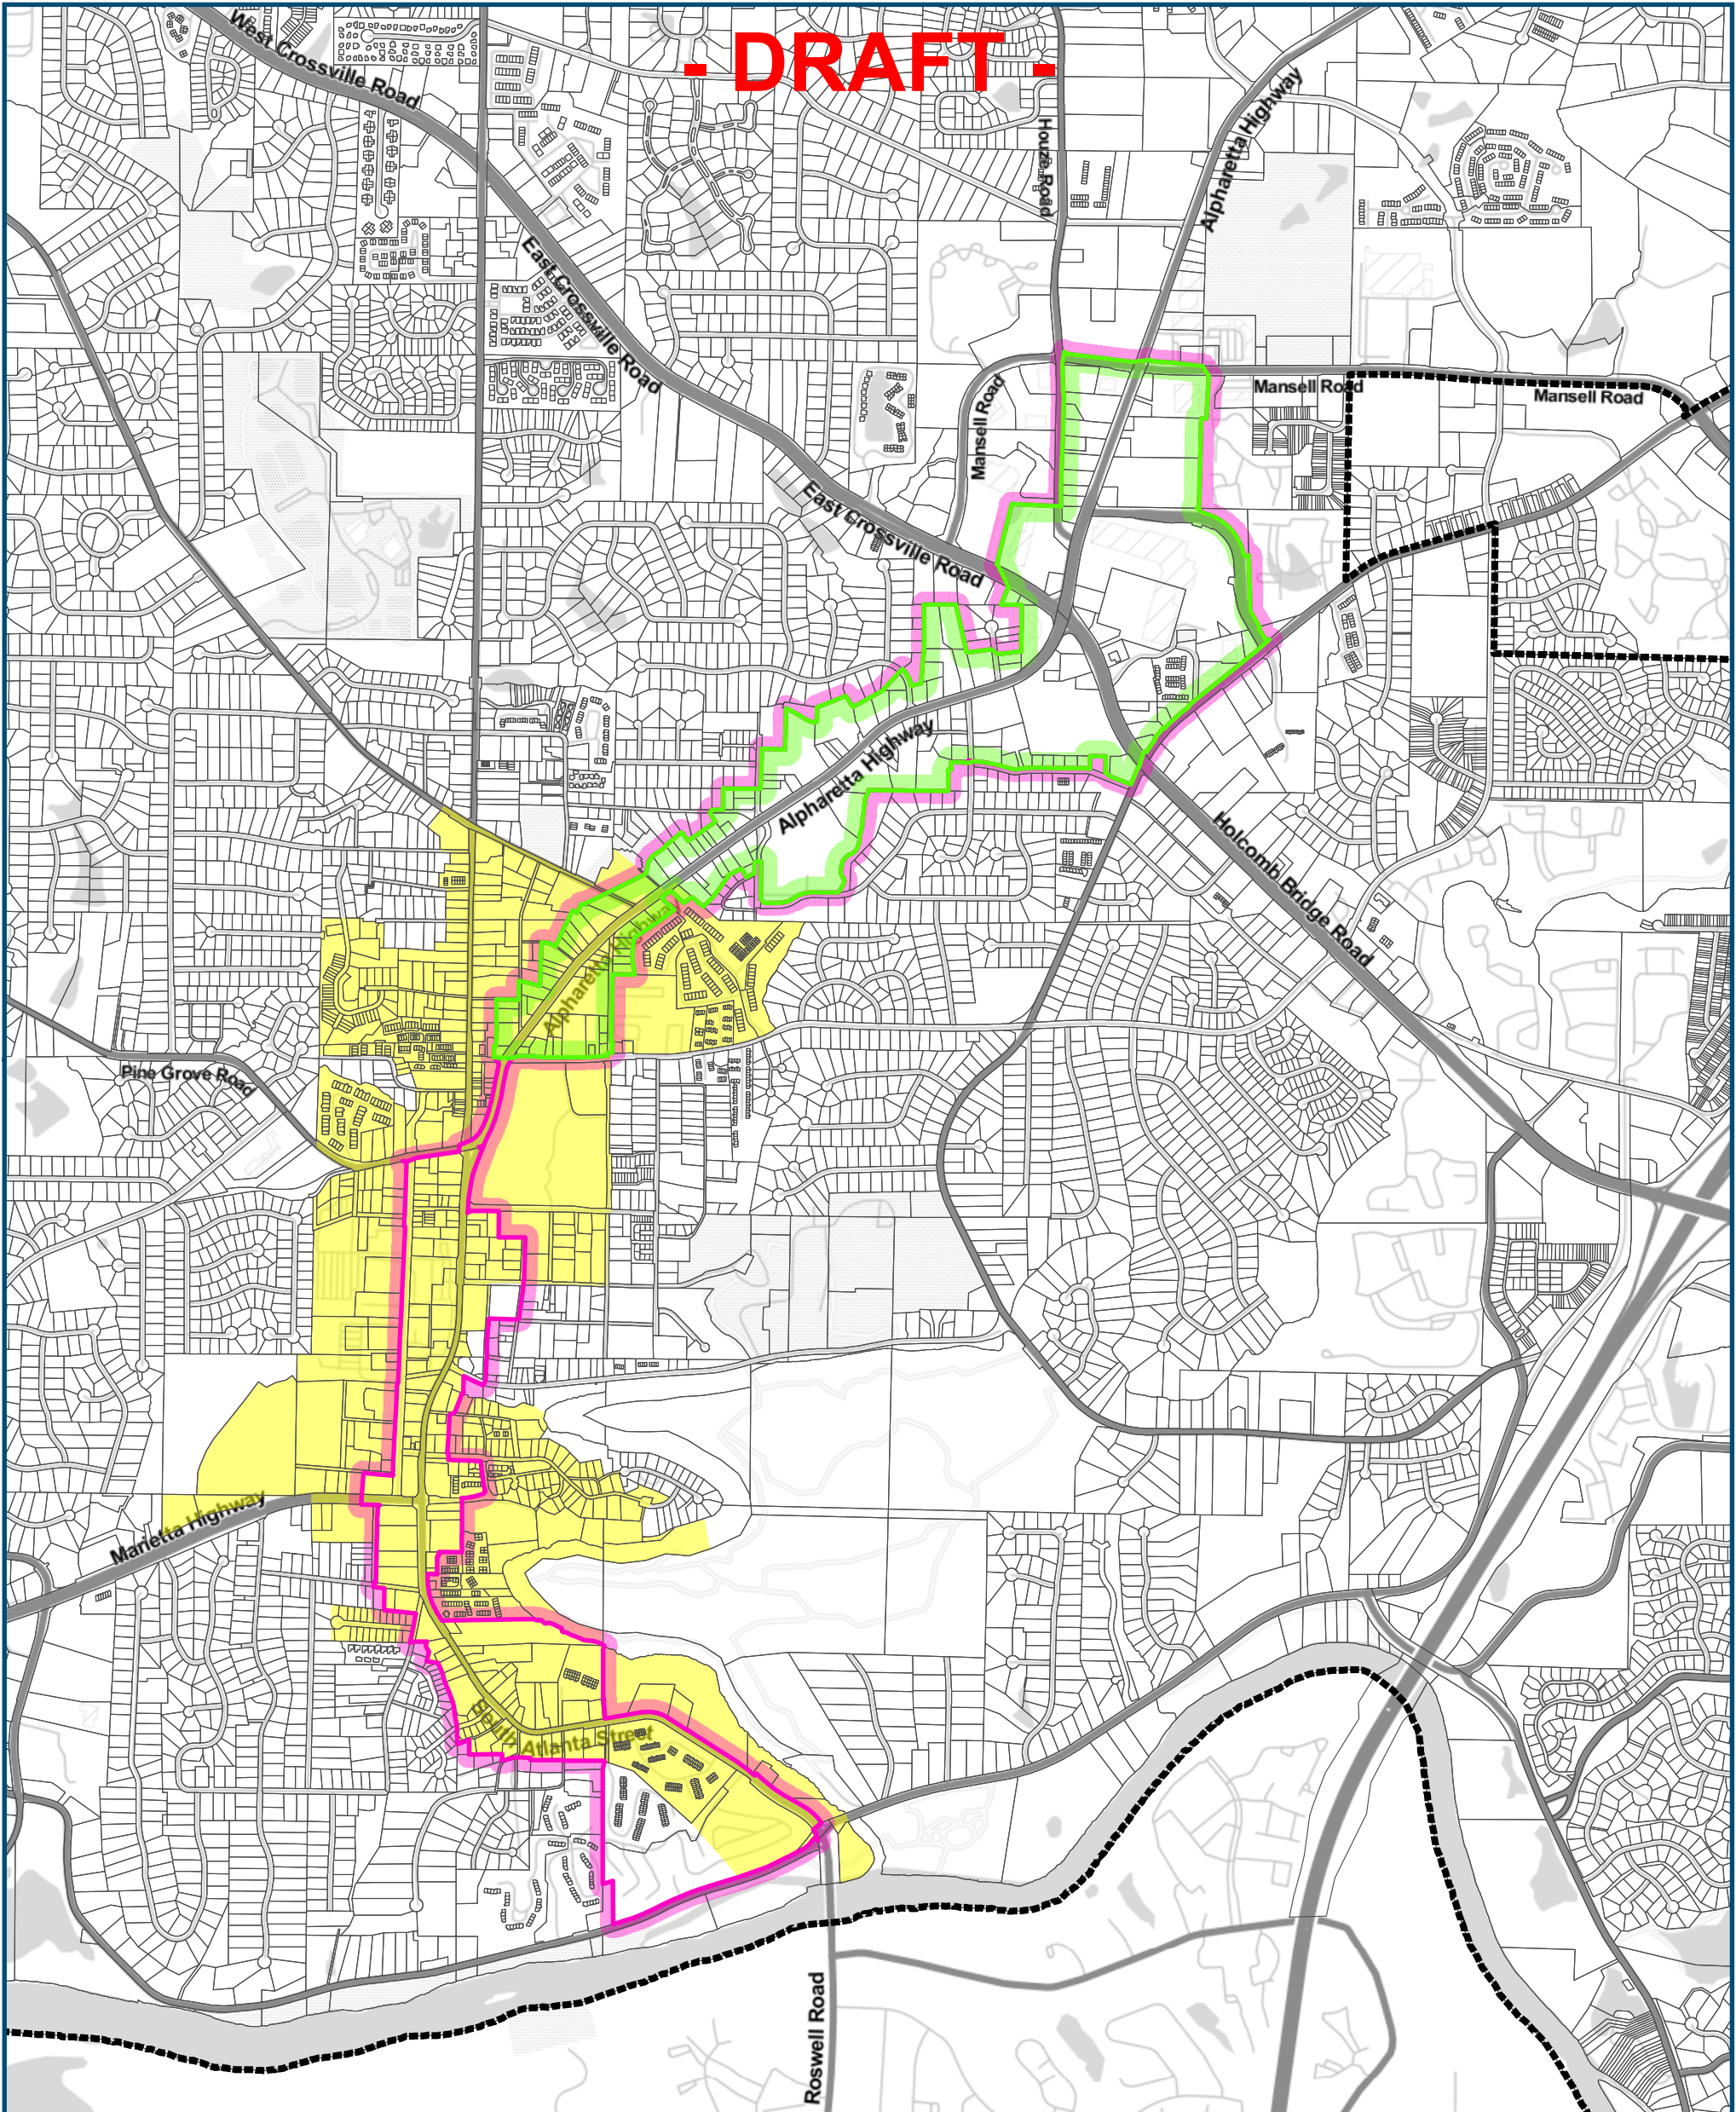 - DRAFT -
West Crossville Road
Houze Road
Alpharetta Highway
East Crossville Road
Mansell Road
Mansell Road
Mansell Road
East Crossville Road
Alpharetta Highway
Holcomb Bridge Road
Alpharetta Highway
Pine Grove Road
Marietta Highway
South Atlanta Street
Roswell Road